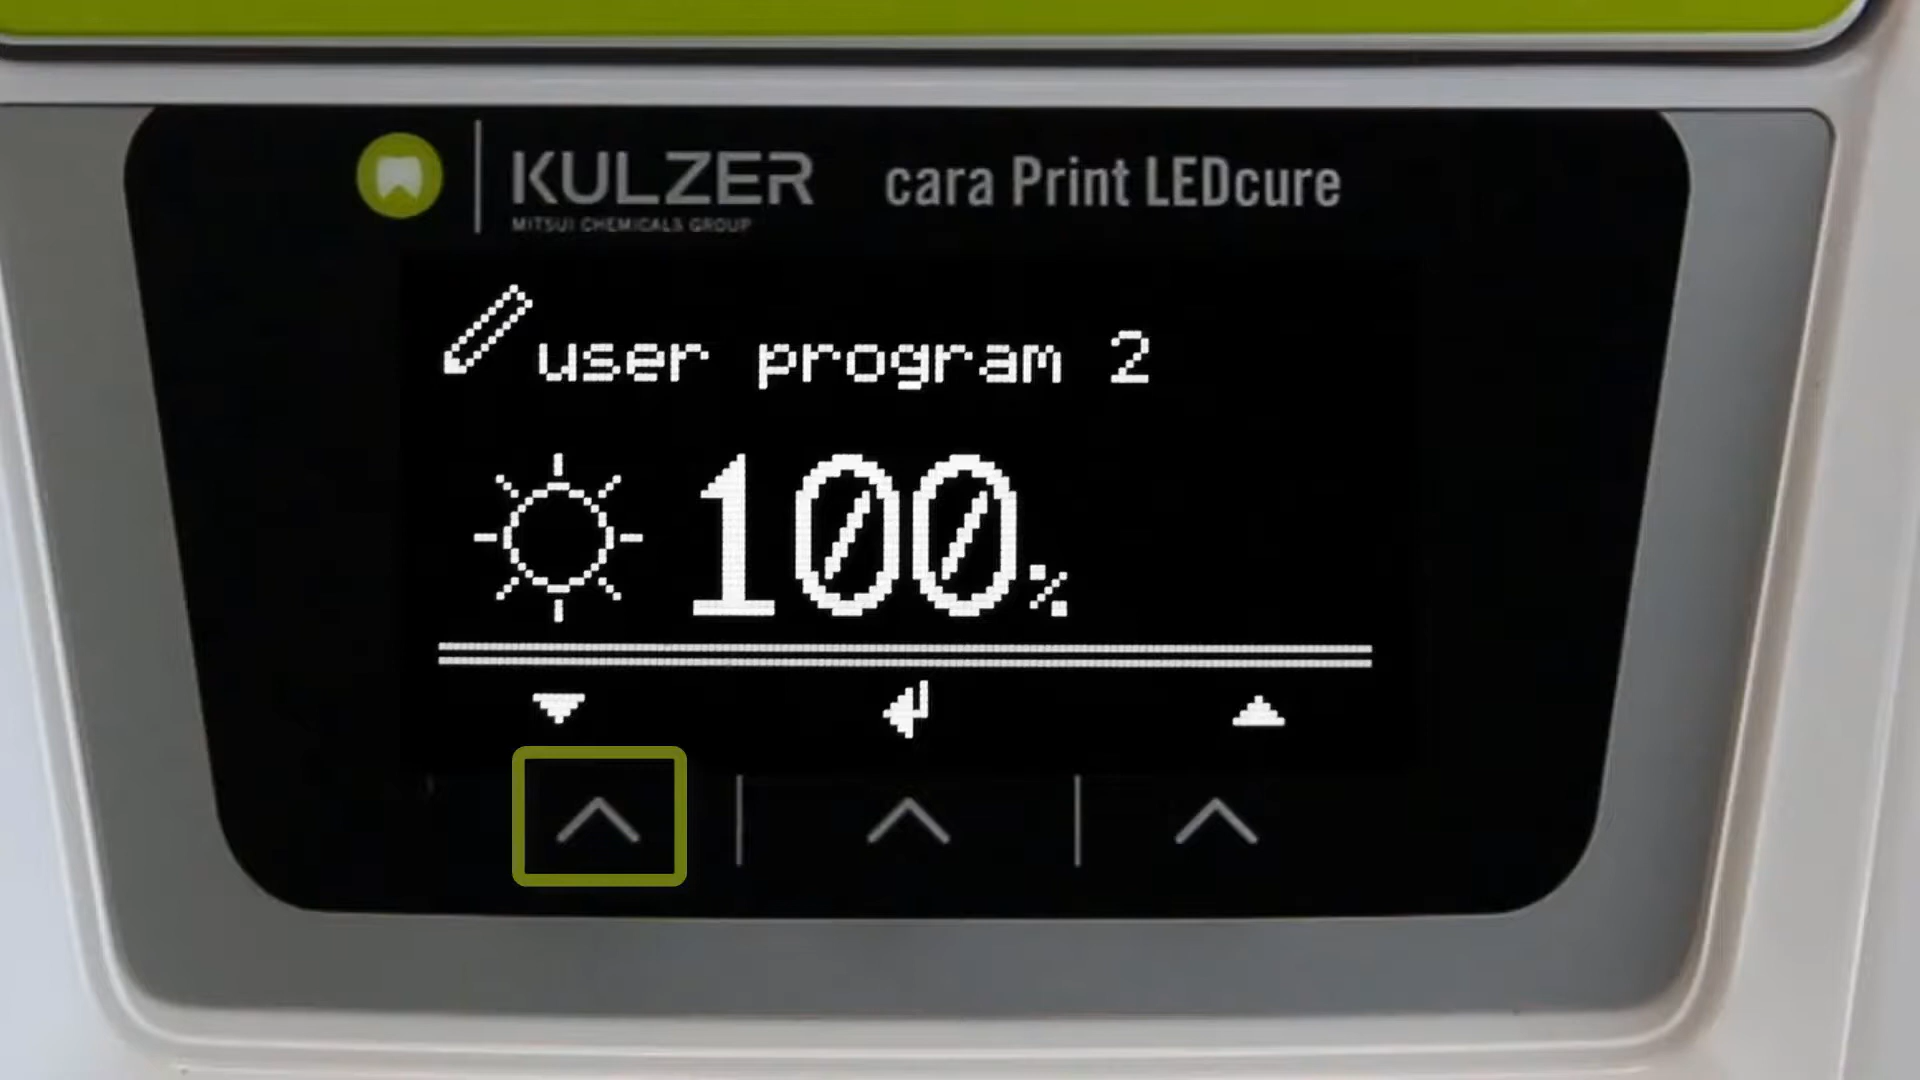 KULZER cara Print LEDcure
MITSUI CHEMICALS GROUP
user program 2
100%